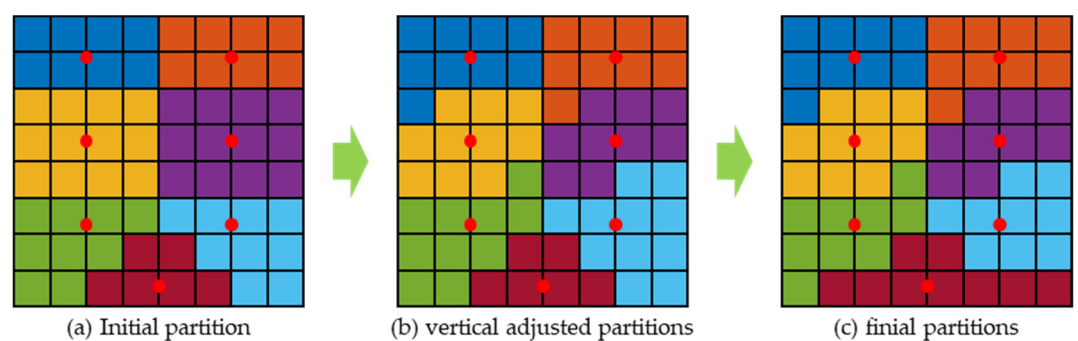 (a) Initial partition
(b) vertical adjusted partitions
(c) finial partitions